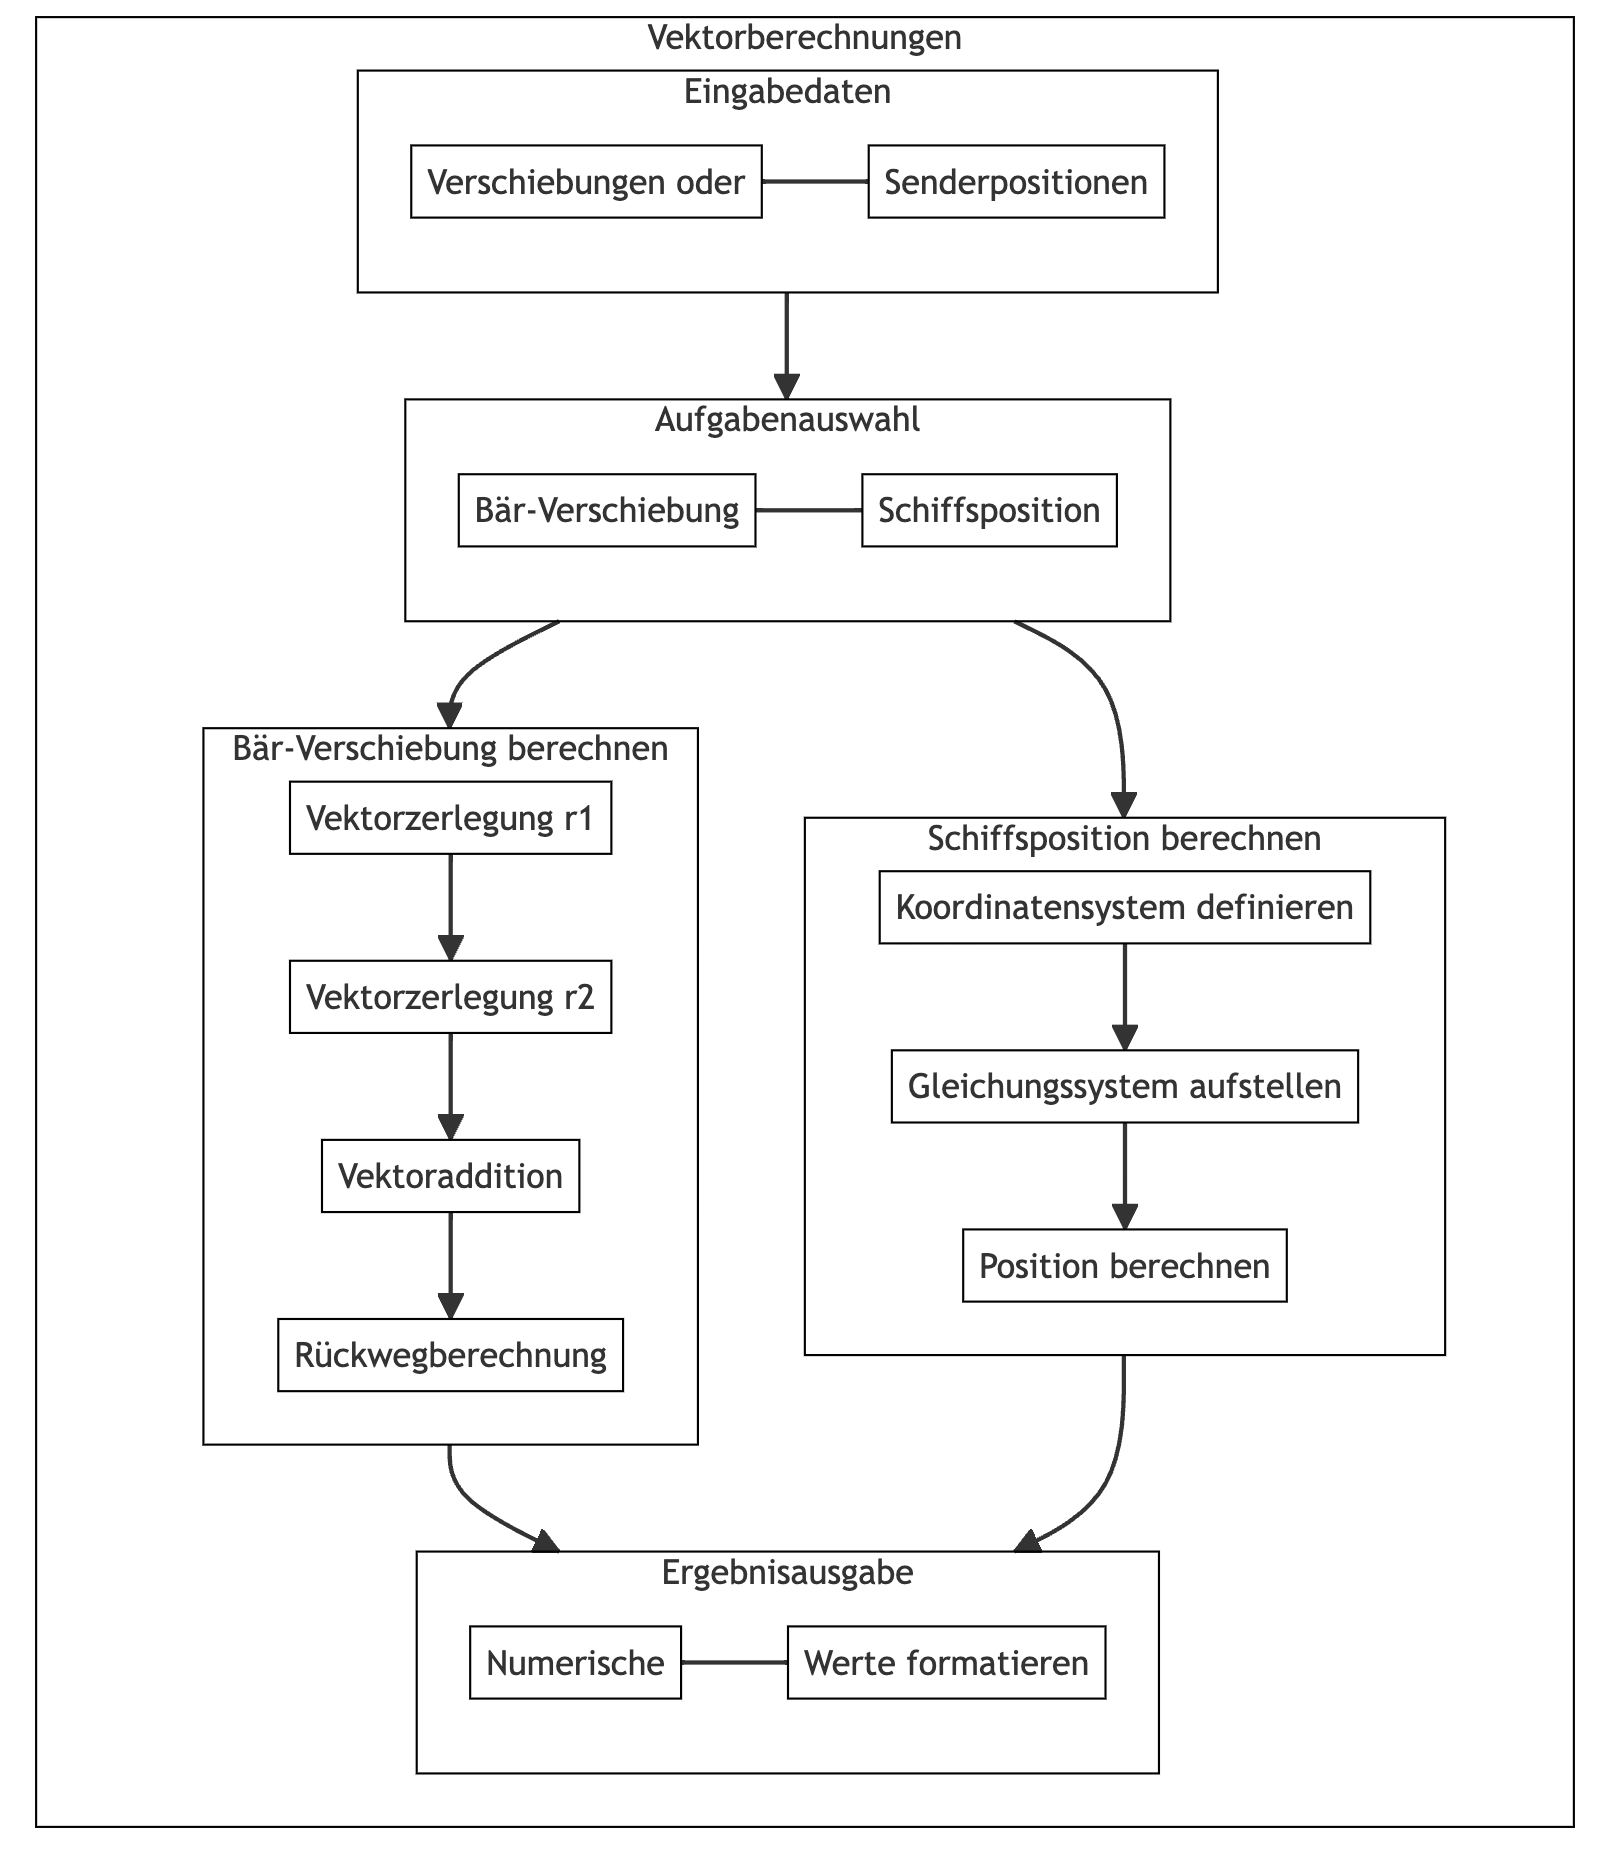 Vektorberechnungen
Eingabedaten
Verschiebungen oder
Senderpositionen
Aufgabenauswahl
Bär-Verschiebung
Schiffsposition
Bär-Verschiebung berechnen
Vektorzerlegung r1
Vektorzerlegung r2
Vektoraddition
Rückwegberechnung
Schiffsposition berechnen
Koordinatensystem definieren
Gleichungssystem aufstellen
Position berechnen
Ergebnisausgabe
Numerische
Werte formatieren